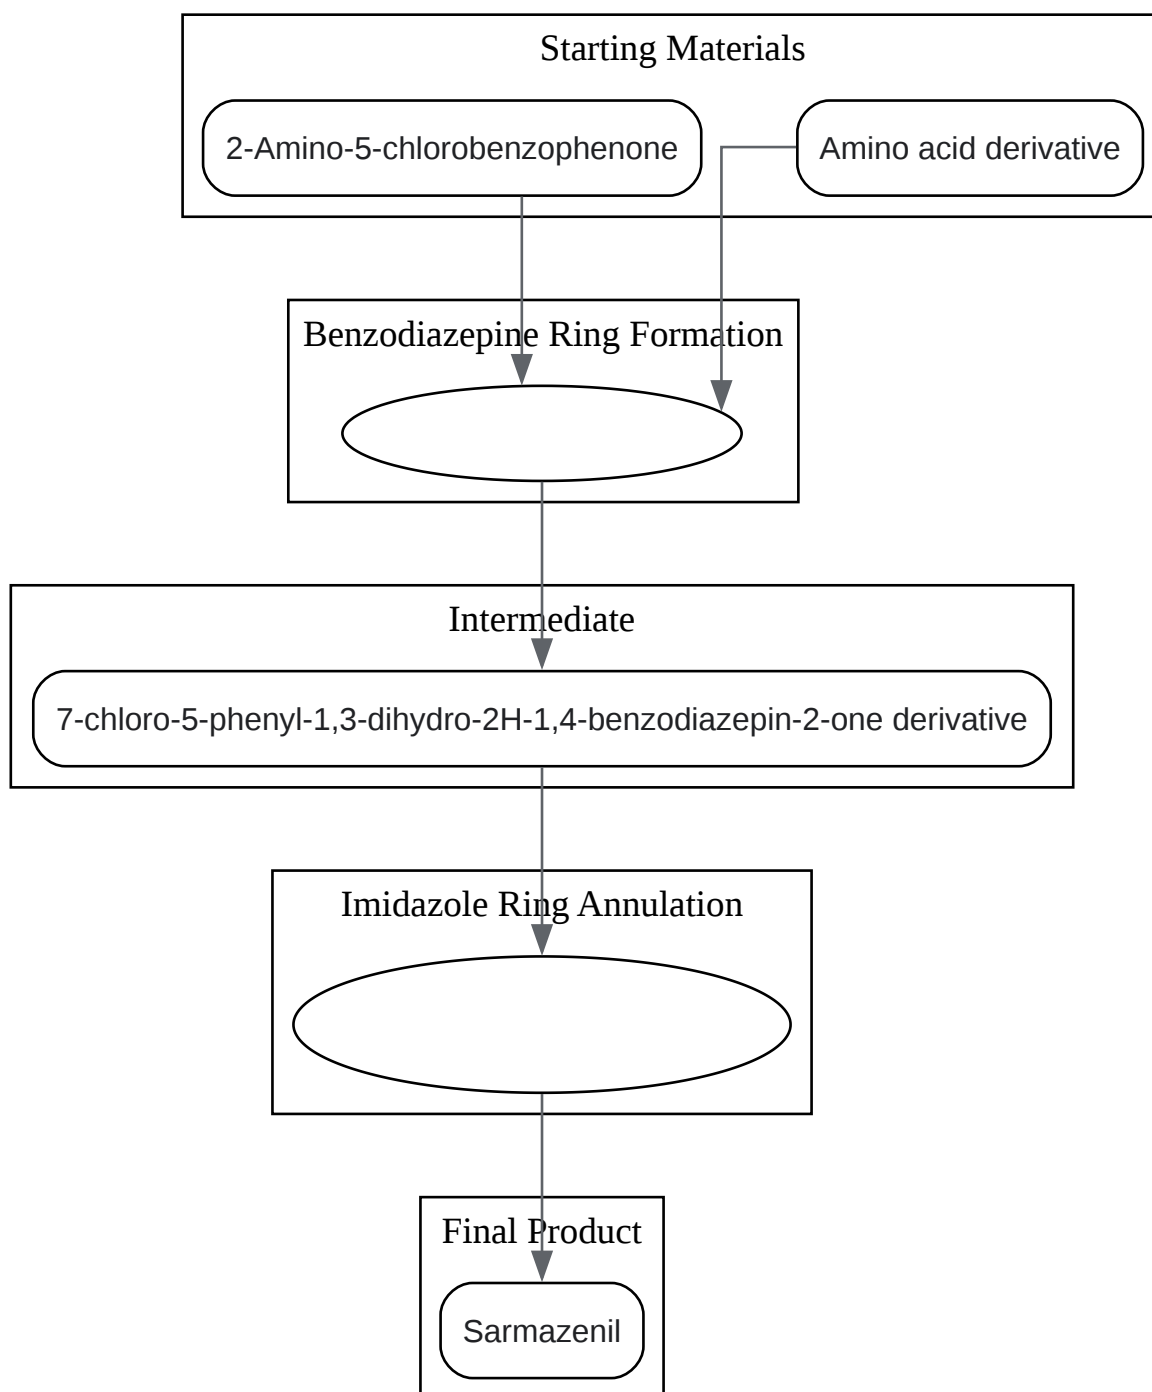 Starting Materials
2-Amino-5-chlorobenzophenone
Amino acid derivative
Benzodiazepine Ring Formation
Intermediate
7-chloro-5-phenyl-1,3-dihydro-2H-1,4-benzodiazepin-2-one derivative
Imidazole Ring Annulation
Final Product
Sarmazenil